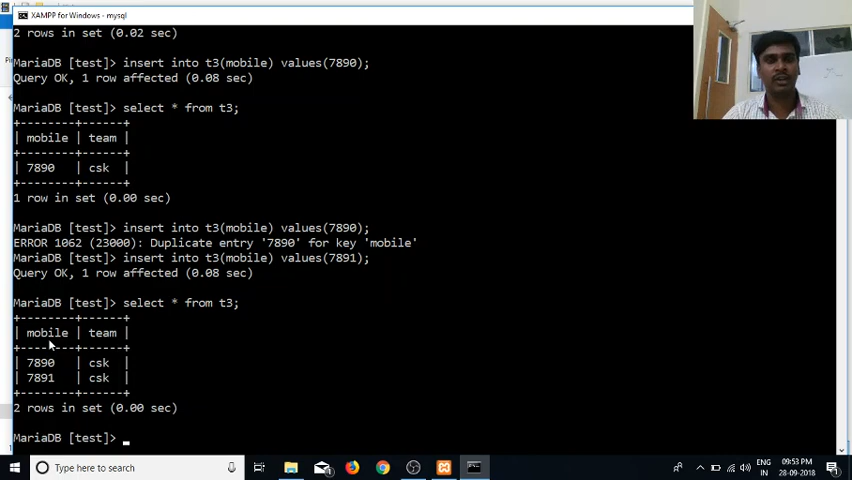 XAMPP for Windows - mysql
2 rows in set (0.02 sec)
MariaDB [test]> insert into t3(mobile) values(7890);
Query OK, 1 row affected (0.08 sec)
MariaDB [test]> select * from t3;
+--------+------+
| mobile | team |
+--------+------+
| 7890   | csk  |
+--------+------+
1 row in set (0.00 sec)
MariaDB [test]> insert into t3(mobile) values(7890);
ERROR 1062 (23000): Duplicate entry '7890' for key 'mobile'
MariaDB [test]> insert into t3(mobile) values(7891);
Query OK, 1 row affected (0.08 sec)
MariaDB [test]> select * from t3;
+--------+------+
| mobile | team |
+--------+------+
| 7890   | csk  |
| 7891   | csk  |
+--------+------+
2 rows in set (0.00 sec)
MariaDB [test]> _
Type here to search
ENG
IN
09:53 PM
28-09-2018